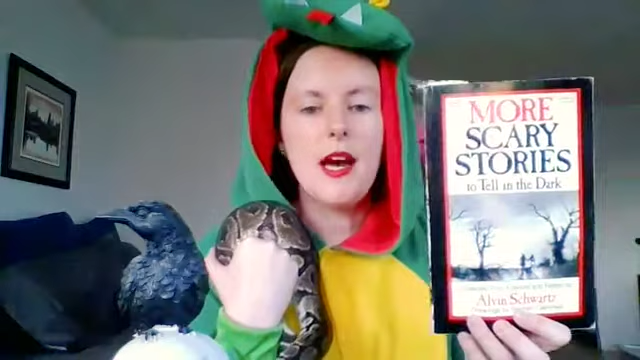 MORE
SCARY
STORIES
to Tell in the Dark
Alvin Schwartz